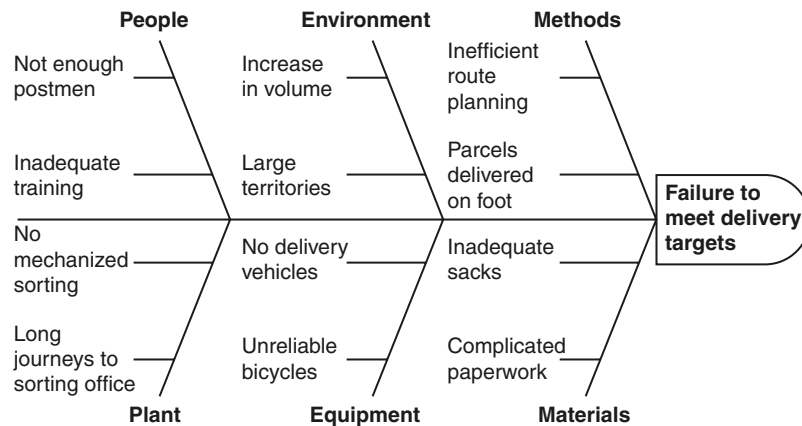 People
Environment
Methods
Not enough
postmen
Increase
in volume
Inefficient
route
planning
Inadequate
training
Large
territories
Parcels
delivered
on foot
Failure to
meet delivery
targets
No
mechanized
sorting
No delivery
vehicles
Inadequate
sacks
Long
journeys to
sorting office
Unreliable
bicycles
Complicated
paperwork
Plant
Equipment
Materials